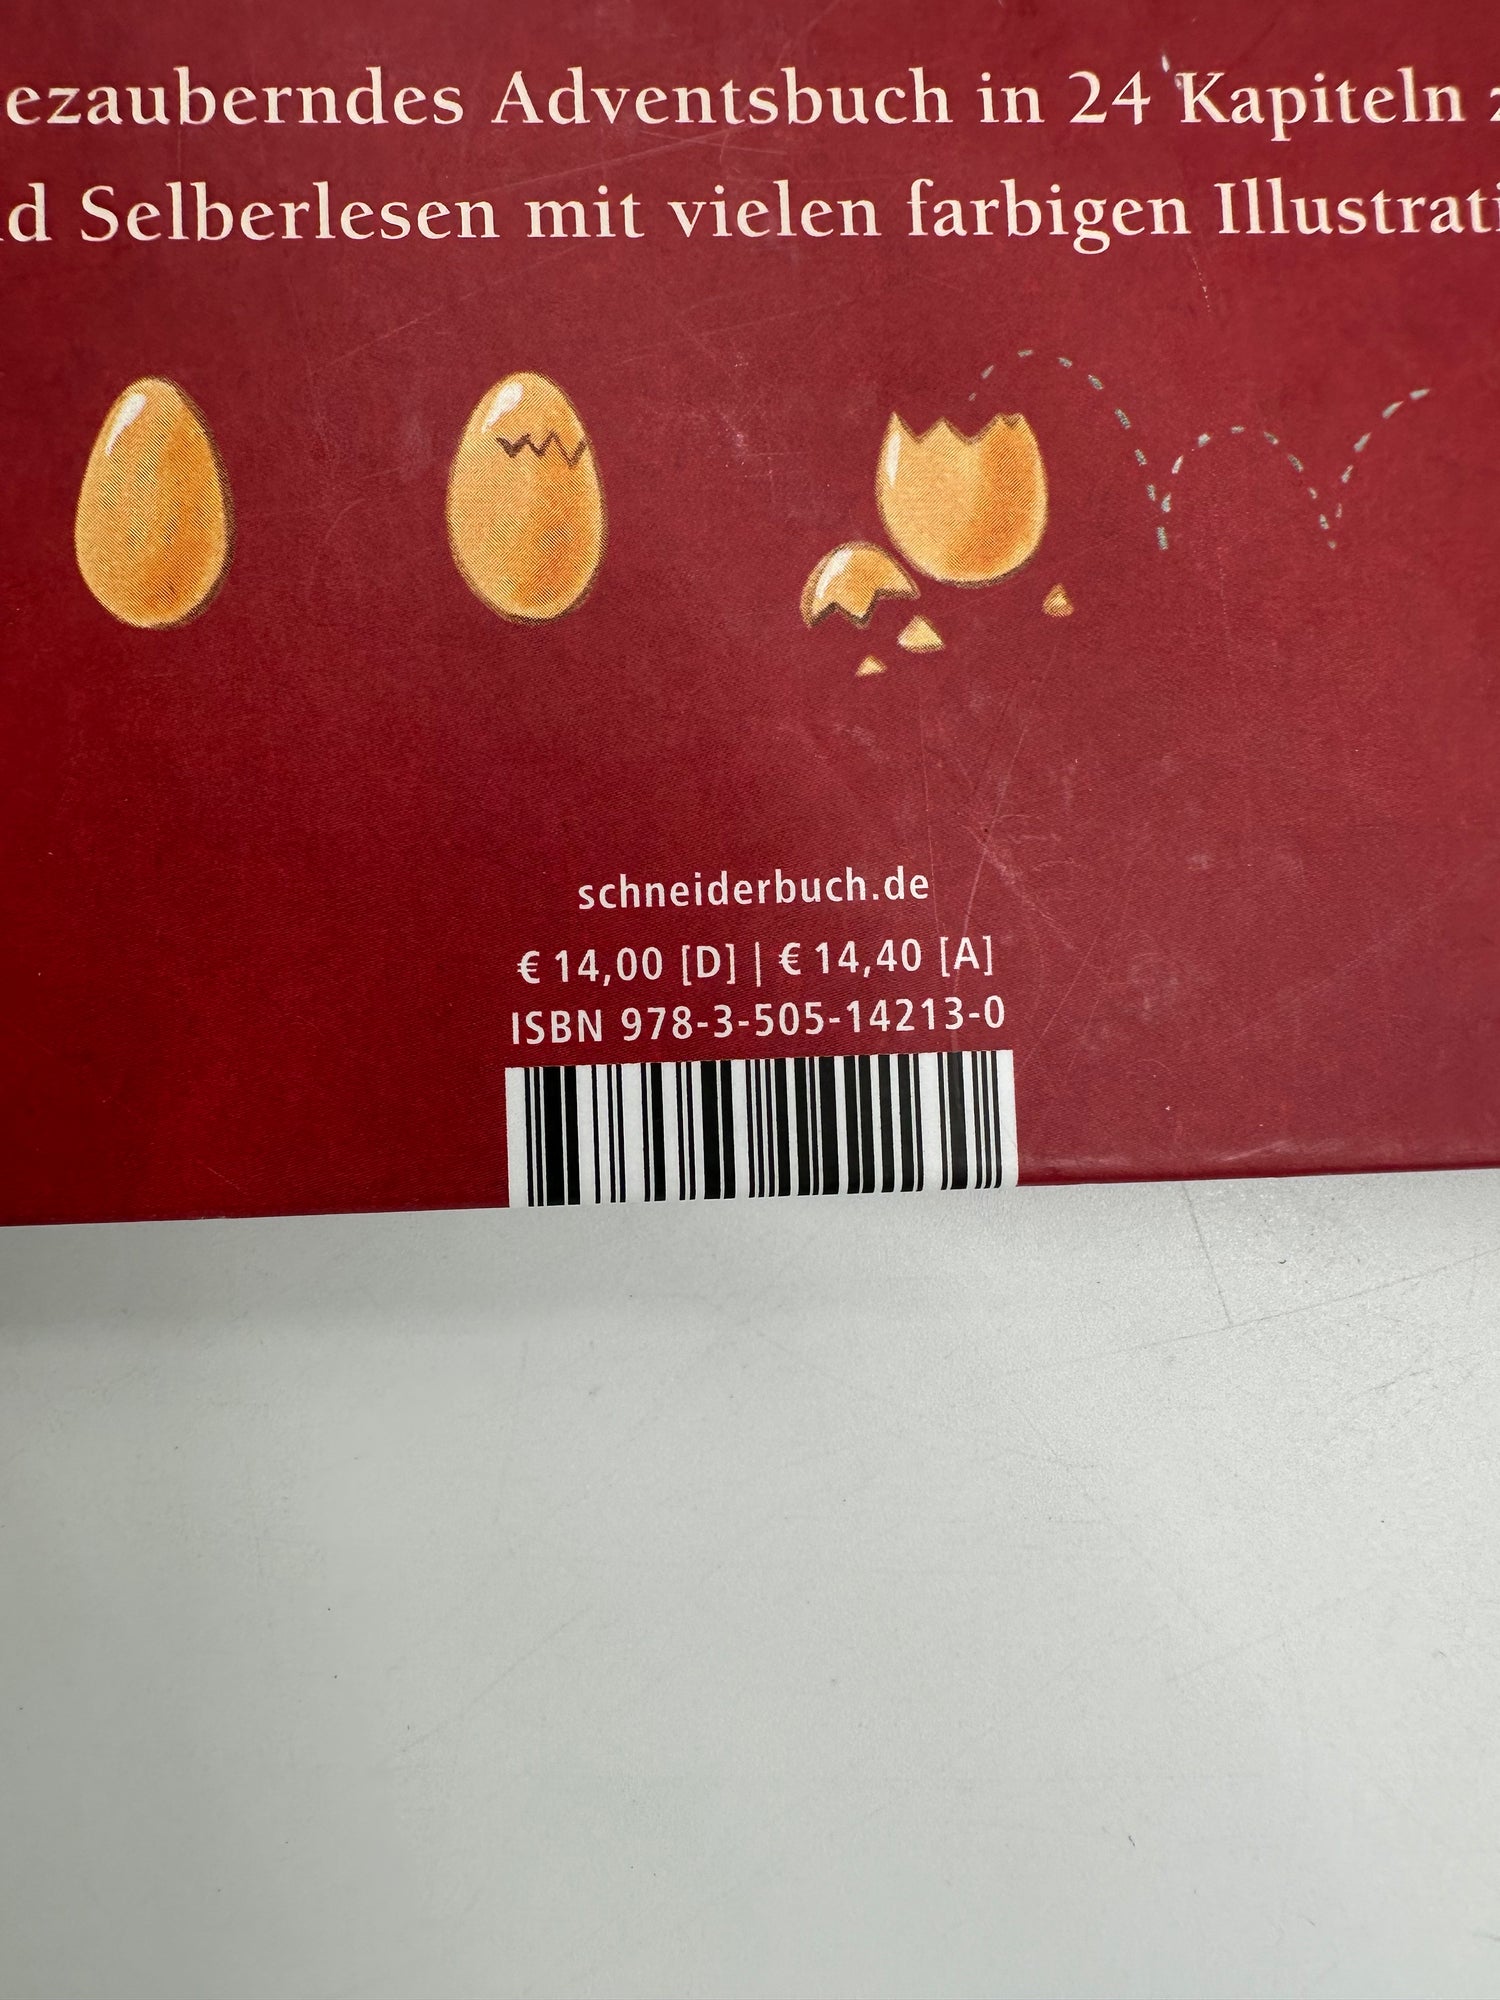 ezauberndes Adventsbuch in 24 Kapiteln
Selberlesen mit vielen farbigen Illustrati
schneiderbuch.de
€ 14,00 [D] | € 14,40 [A]
ISBN 978-3-505-14213-0